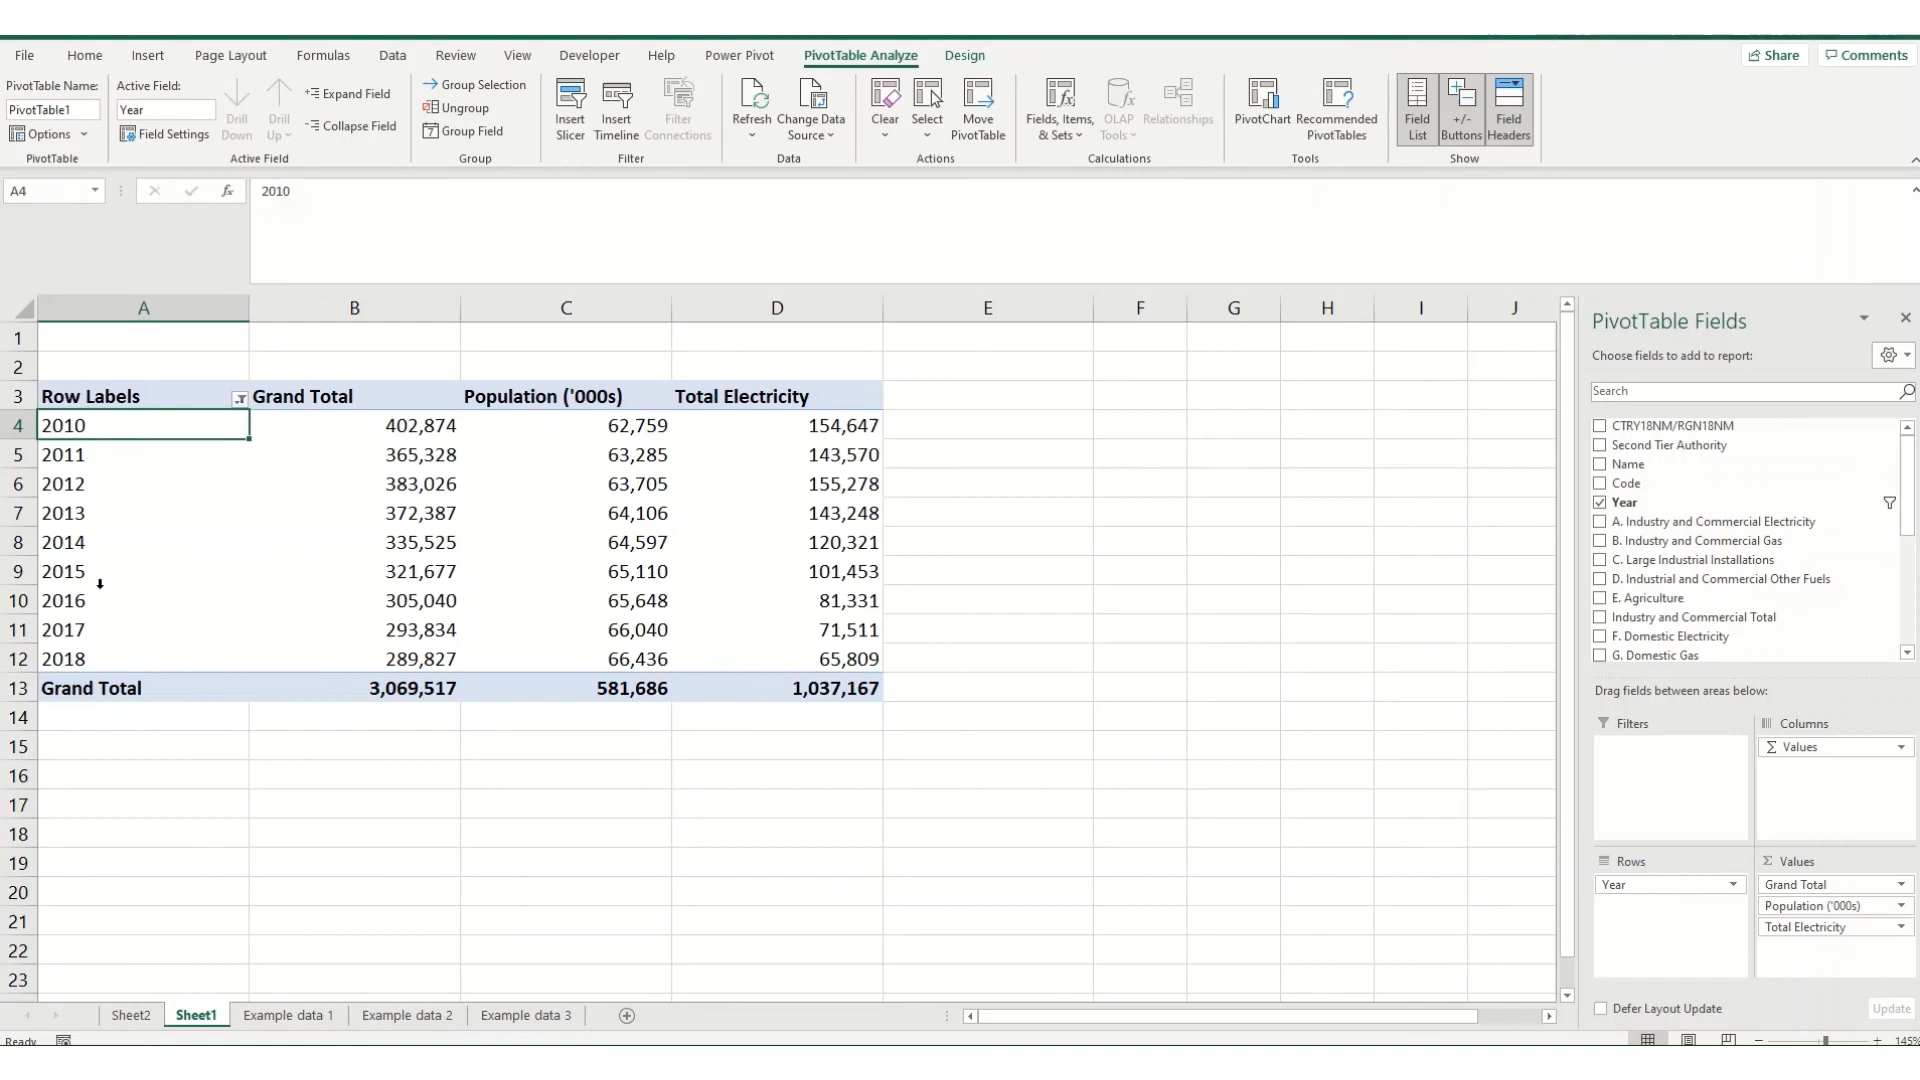 File Home Insert Page Layout Formulas Data Review View Developer Help Power Pivot PivotTable Analyze Design Share Comments
PivotTable Name: Active Field:
PivotTable1 Year
Options Field Settings
Drill Down Drill Up
Expand Field
Collapse Field
Group Selection
Ungroup
Group Field
Insert Slicer Insert Timeline Filter Connections
Refresh Change Data Source
Clear Select Move PivotTable
Fields, Items, & Sets OLAP Tools Relationships
PivotChart Recommended PivotTables
Field List +/- Buttons Field Headers
PivotTable Active Field Group Filter Data Actions Calculations Tools Show
A4 fx 2010
A B C D E F G H I J
1
2
3 Row Labels Grand Total Population ('000s) Total Electricity
4 2010 402,874 62,759 154,647
5 2011 365,328 63,285 143,570
6 2012 383,026 63,705 155,278
7 2013 372,387 64,106 143,248
8 2014 335,525 64,597 120,321
9 2015 321,677 65,110 101,453
10 2016 305,040 65,648 81,331
11 2017 293,834 66,040 71,511
12 2018 289,827 66,436 65,809
13 Grand Total 3,069,517 581,686 1,037,167
14
15
16
17
18
19
20
21
22
23
PivotTable Fields
Choose fields to add to report:
Search
CTRY18NM/RGN18NM
Second Tier Authority
Name
Code
Year
A. Industry and Commercial Electricity
B. Industry and Commercial Gas
C. Large Industrial Installations
D. Industrial and Commercial Other Fuels
E. Agriculture
Industry and Commercial Total
F. Domestic Electricity
G. Domestic Gas
Drag fields between areas below:
Filters Columns
Σ Values
Rows Σ Values
Year Grand Total
Population ('000s)
Total Electricity
Defer Layout Update Update
Sheet2 Sheet1 Example data 1 Example data 2 Example data 3
Ready 145%